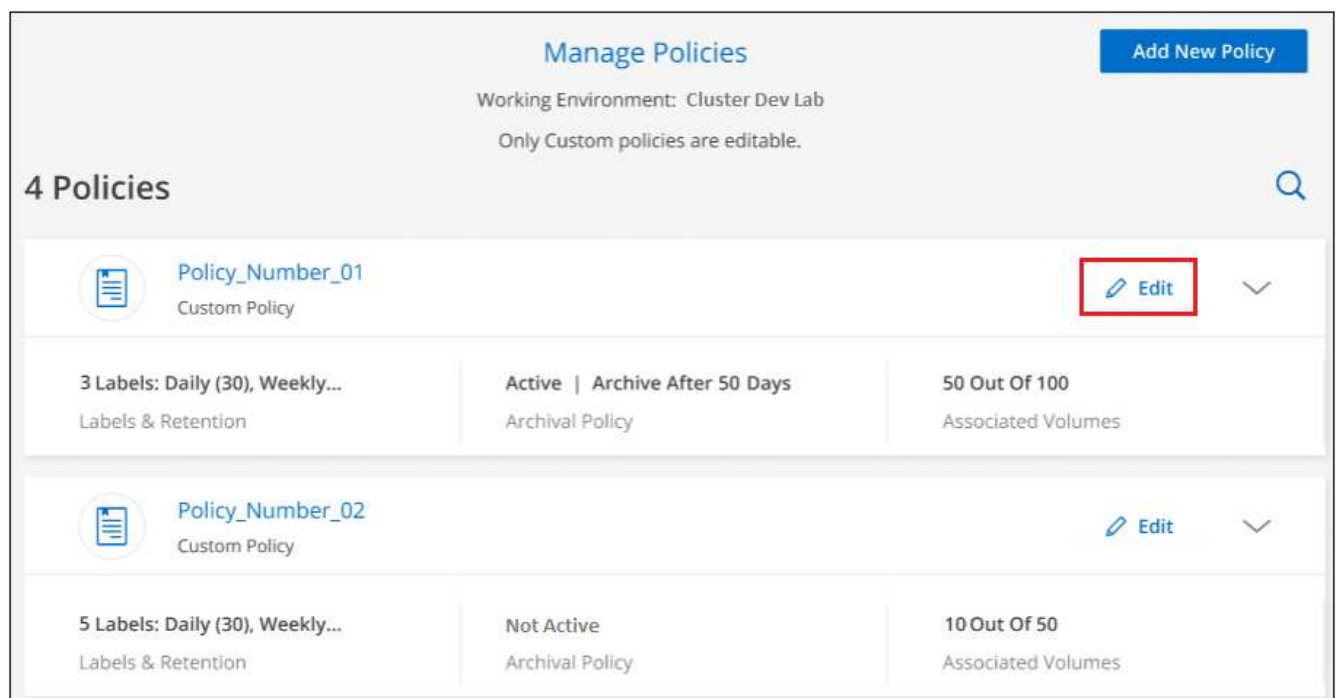 Manage Policies
Add New Policy
Working Environment: Cluster Dev Lab
Only Custom policies are editable.
4 Policies
Policy_Number_01
Custom Policy
Edit
3 Labels: Daily (30), Weekly...
Labels & Retention
Active | Archive After 50 Days
Archival Policy
50 Out Of 100
Associated Volumes
Policy_Number_02
Custom Policy
Edit
5 Labels: Daily (30), Weekly...
Labels & Retention
Not Active
Archival Policy
10 Out Of 50
Associated Volumes